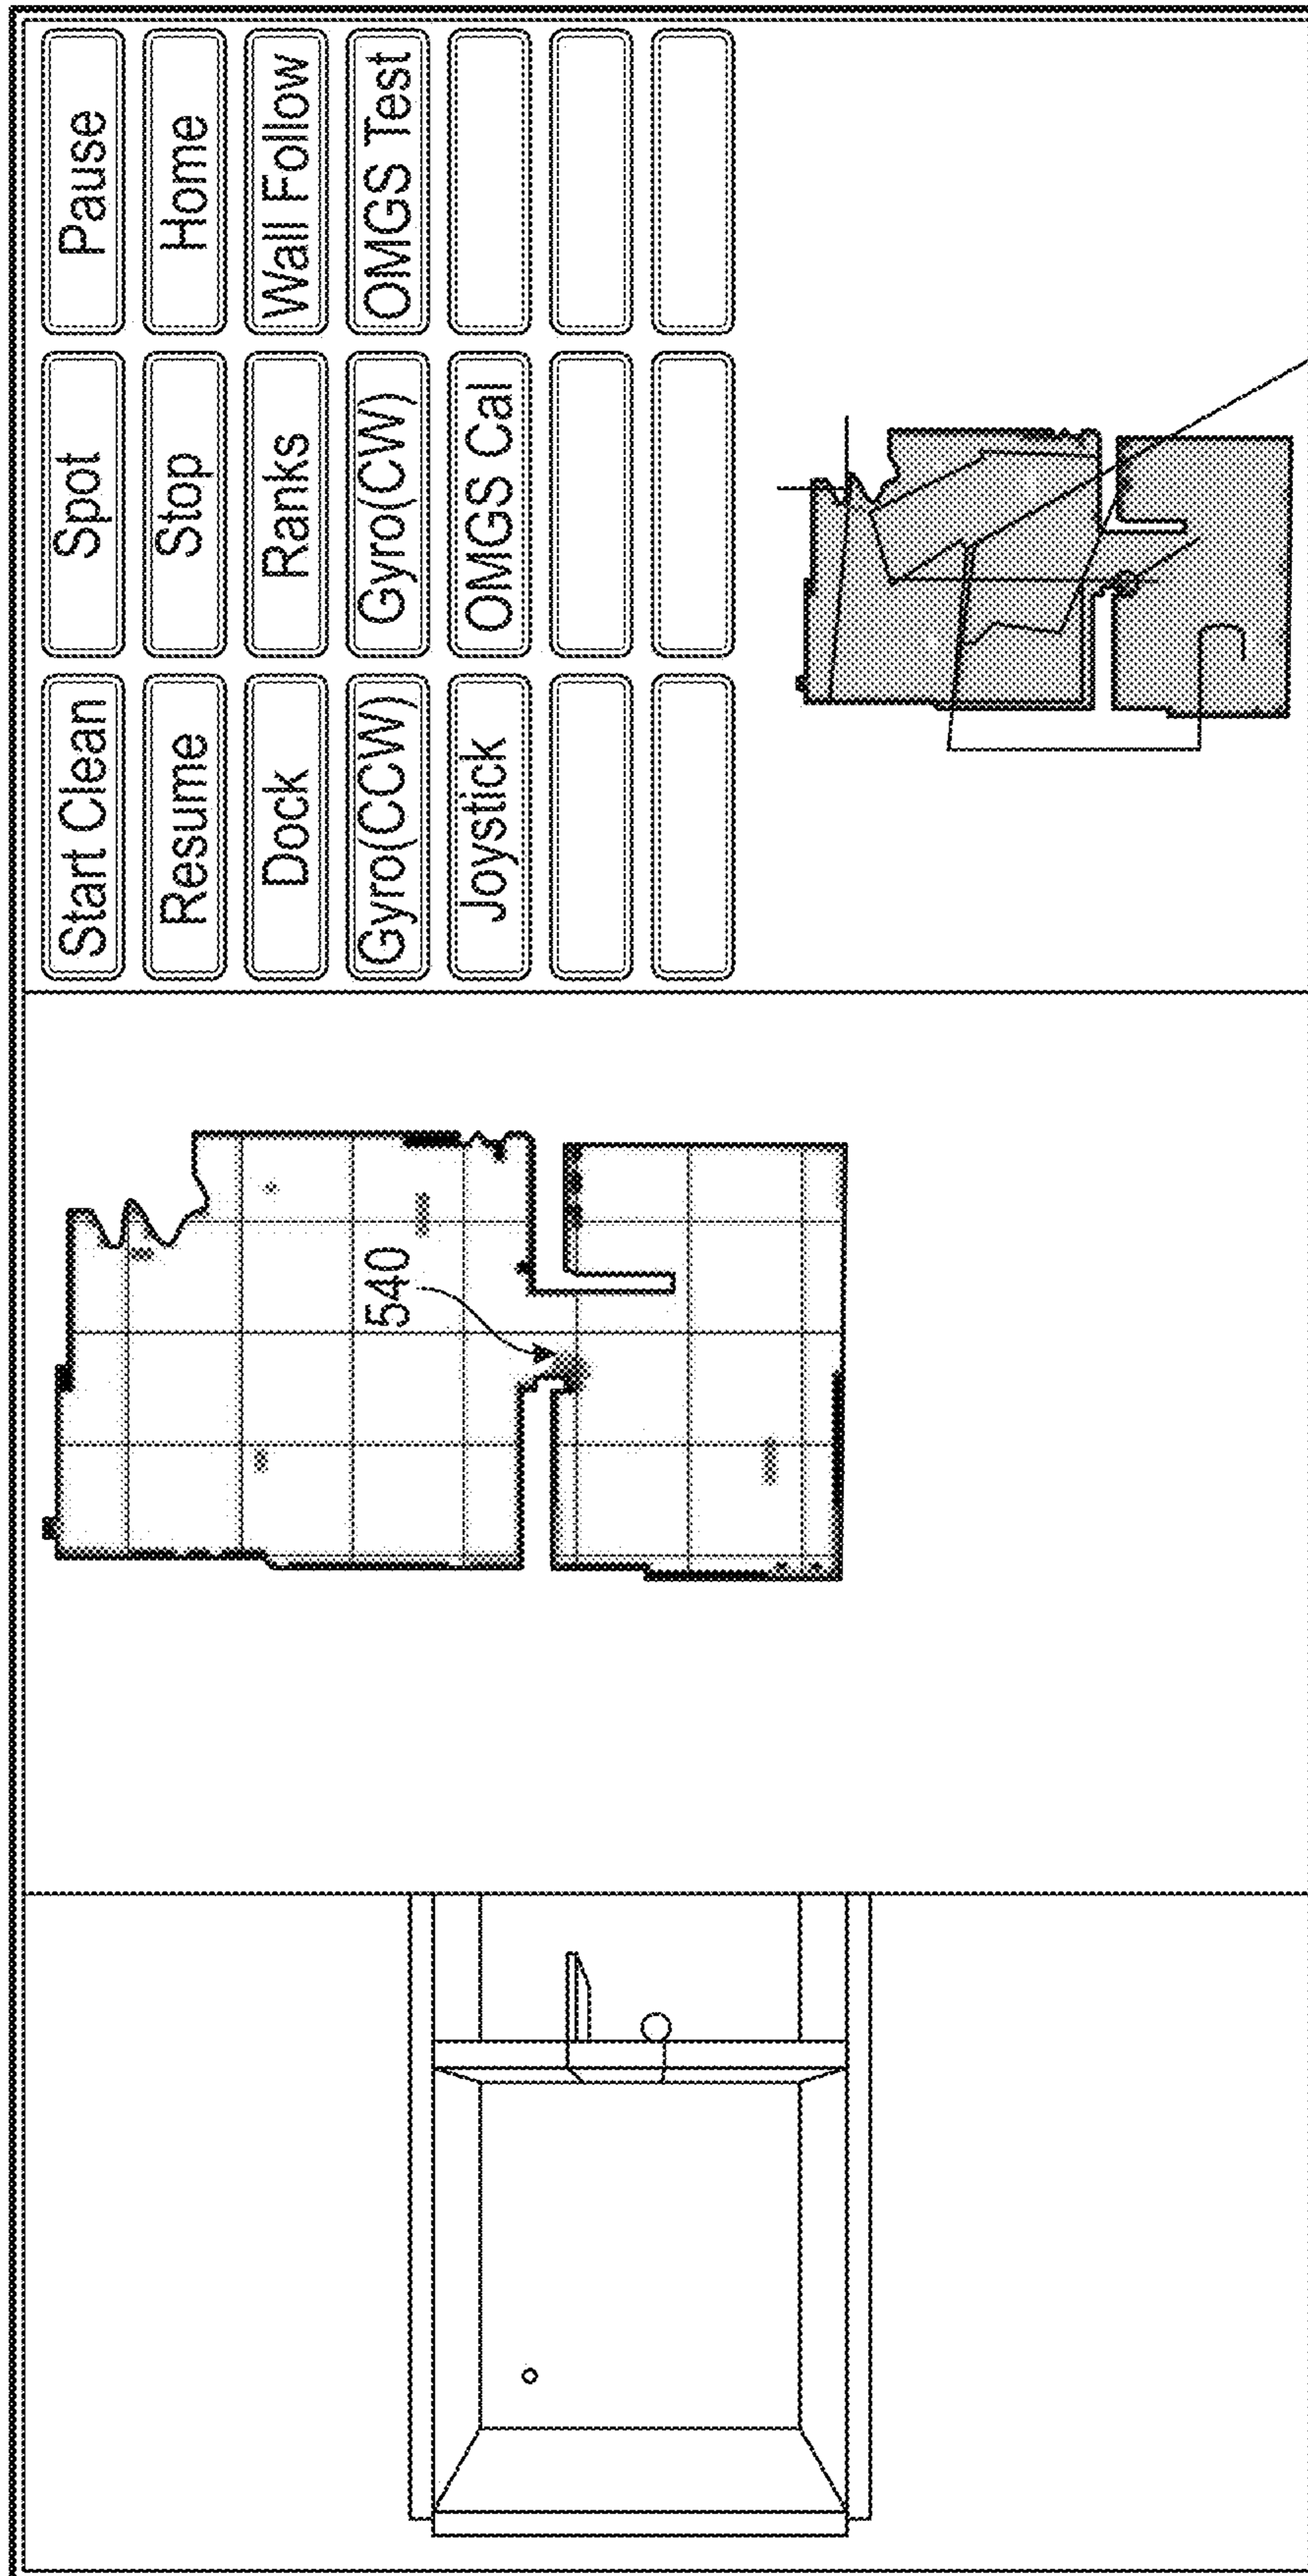 Start Clean Spot Pause
Resume Stop Home
Dock Ranks Wall Follow
Gyro(CCW) Gyro(CW) OMGS Test
Joystick OMGS Cal
540